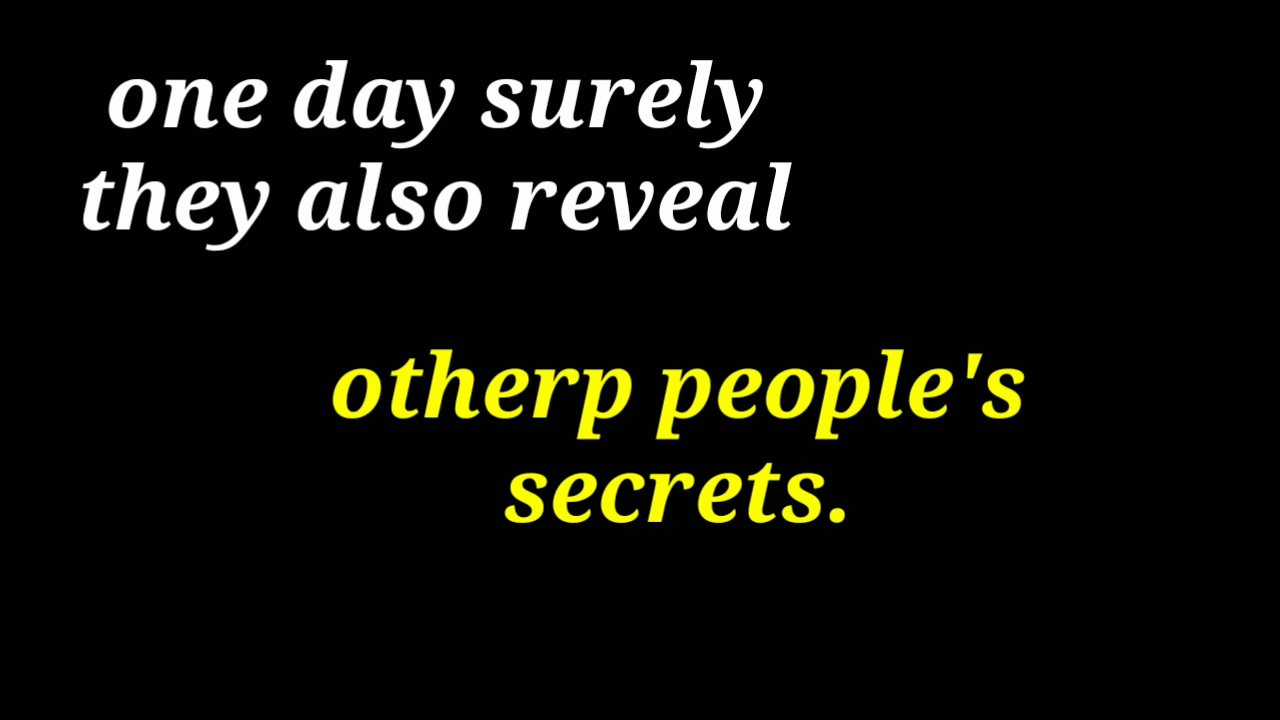 one day surely
they also reveal
otherp people's
secrets.